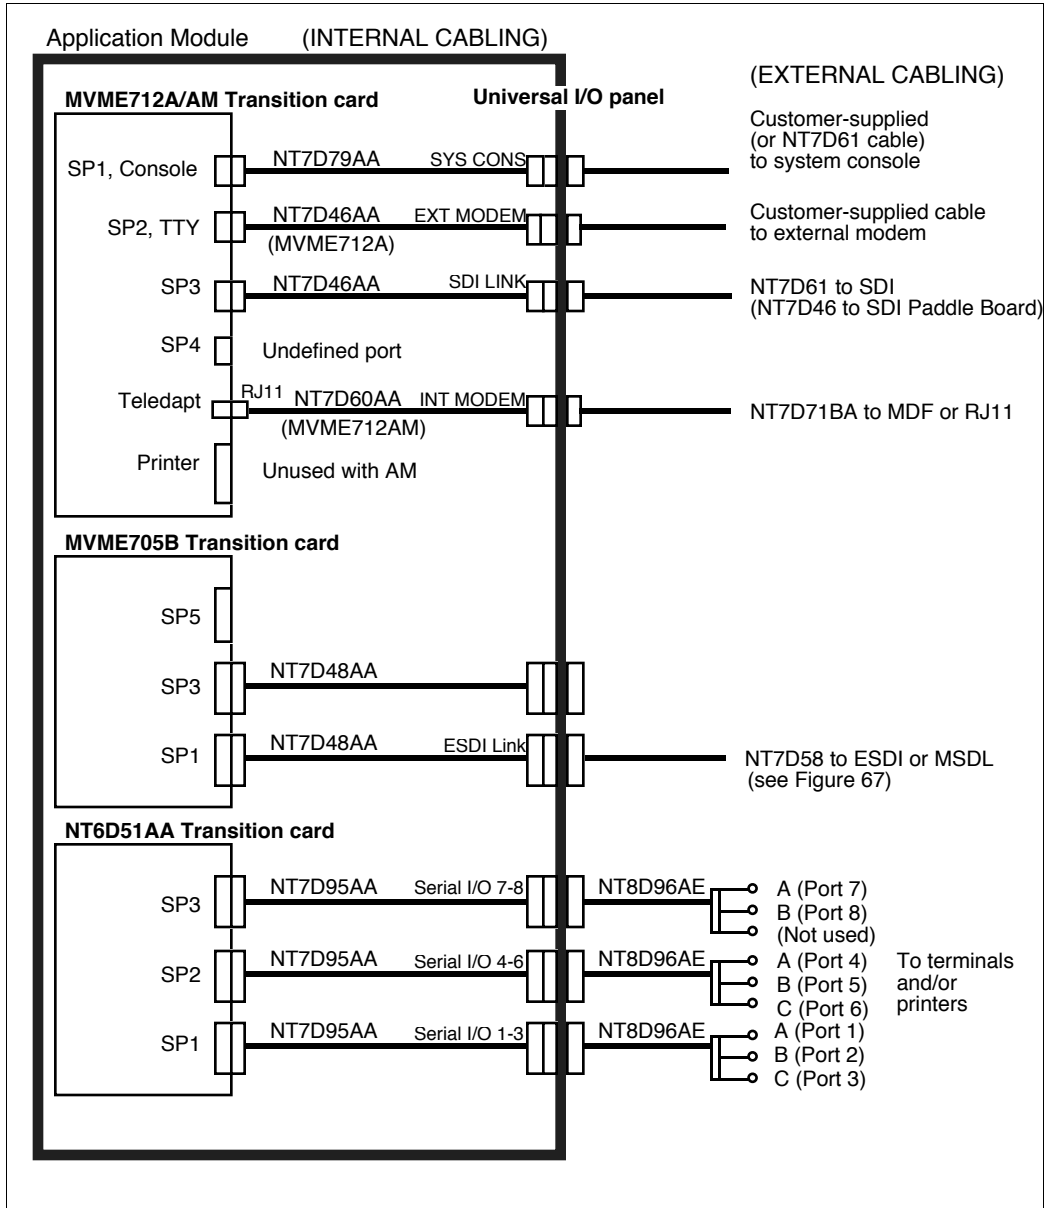 Application Module (INTERNAL CABLING)
(EXTERNAL CABLING)
MVME712A/AM Transition card
Universal I/O panel
SP1, Console
NT7D79AA
SYS CONS
Customer-supplied
(or NT7D61 cable)
to system console
SP2, TTY
NT7D46AA
EXT MODEM
(MVME712A)
Customer-supplied cable
to external modem
SP3
NT7D46AA
SDI LINK
NT7D61 to SDI
(NT7D46 to SDI Paddle Board)
SP4
Undefined port
Teledapt
RJ11
NT7D60AA
INT MODEM
(MVME712AM)
NT7D71BA to MDF or RJ11
Printer
Unused with AM
MVME705B Transition card
SP5
SP3
NT7D48AA
SP1
NT7D48AA
ESDI Link
NT7D58 to ESDI or MSDL
(see Figure 67)
NT6D51AA Transition card
SP3
NT7D95AA
Serial I/O 7-8
NT8D96AE
A (Port 7)
B (Port 8)
(Not used)
SP2
NT7D95AA
Serial I/O 4-6
NT8D96AE
A (Port 4)
B (Port 5)
C (Port 6)
To terminals
and/or
printers
SP1
NT7D95AA
Serial I/O 1-3
NT8D96AE
A (Port 1)
B (Port 2)
C (Port 3)